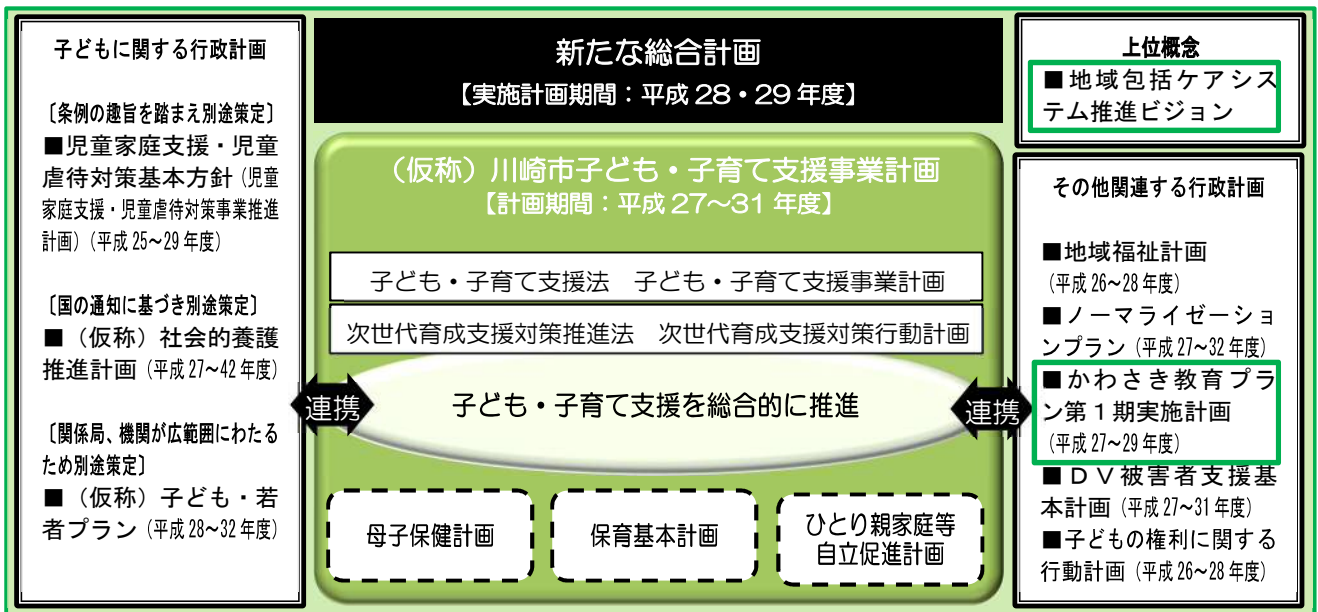 子どもに関する行政計画
〔条例の趣旨を踏まえ別途策定〕
■児童家庭支援・児童
虐待対策基本方針（児童
家庭支援・児童虐待対策事業推進
計画）（平成25～29年度）
〔国の通知に基づき別途策定〕
■（仮称）社会的養護
推進計画（平成27～42年度）
〔関係局、機関が広範囲にわたる
ため別途策定〕
■（仮称）子ども・若
者プラン（平成28～32年度）
新たな総合計画
【実施計画期間：平成28・29年度】
（仮称）川崎市子ども・子育て支援事業計画
【計画期間：平成27～31年度】
子ども・子育て支援法　子ども・子育て支援事業計画
次世代育成支援対策推進法　次世代育成支援対策行動計画
連携
子ども・子育て支援を総合的に推進
連携
母子保健計画
保育基本計画
ひとり親家庭等
自立促進計画
上位概念
■地域包括ケアシス
テム推進ビジョン
その他関連する行政計画
■地域福祉計画
（平成26～28年度）
■ノーマライゼーショ
ンプラン（平成27～32年度）
■かわさき教育プラ
ン第1期実施計画
（平成27～29年度）
■ＤＶ被害者支援基
本計画（平成27～31年度）
■子どもの権利に関する
行動計画（平成26～28年度）